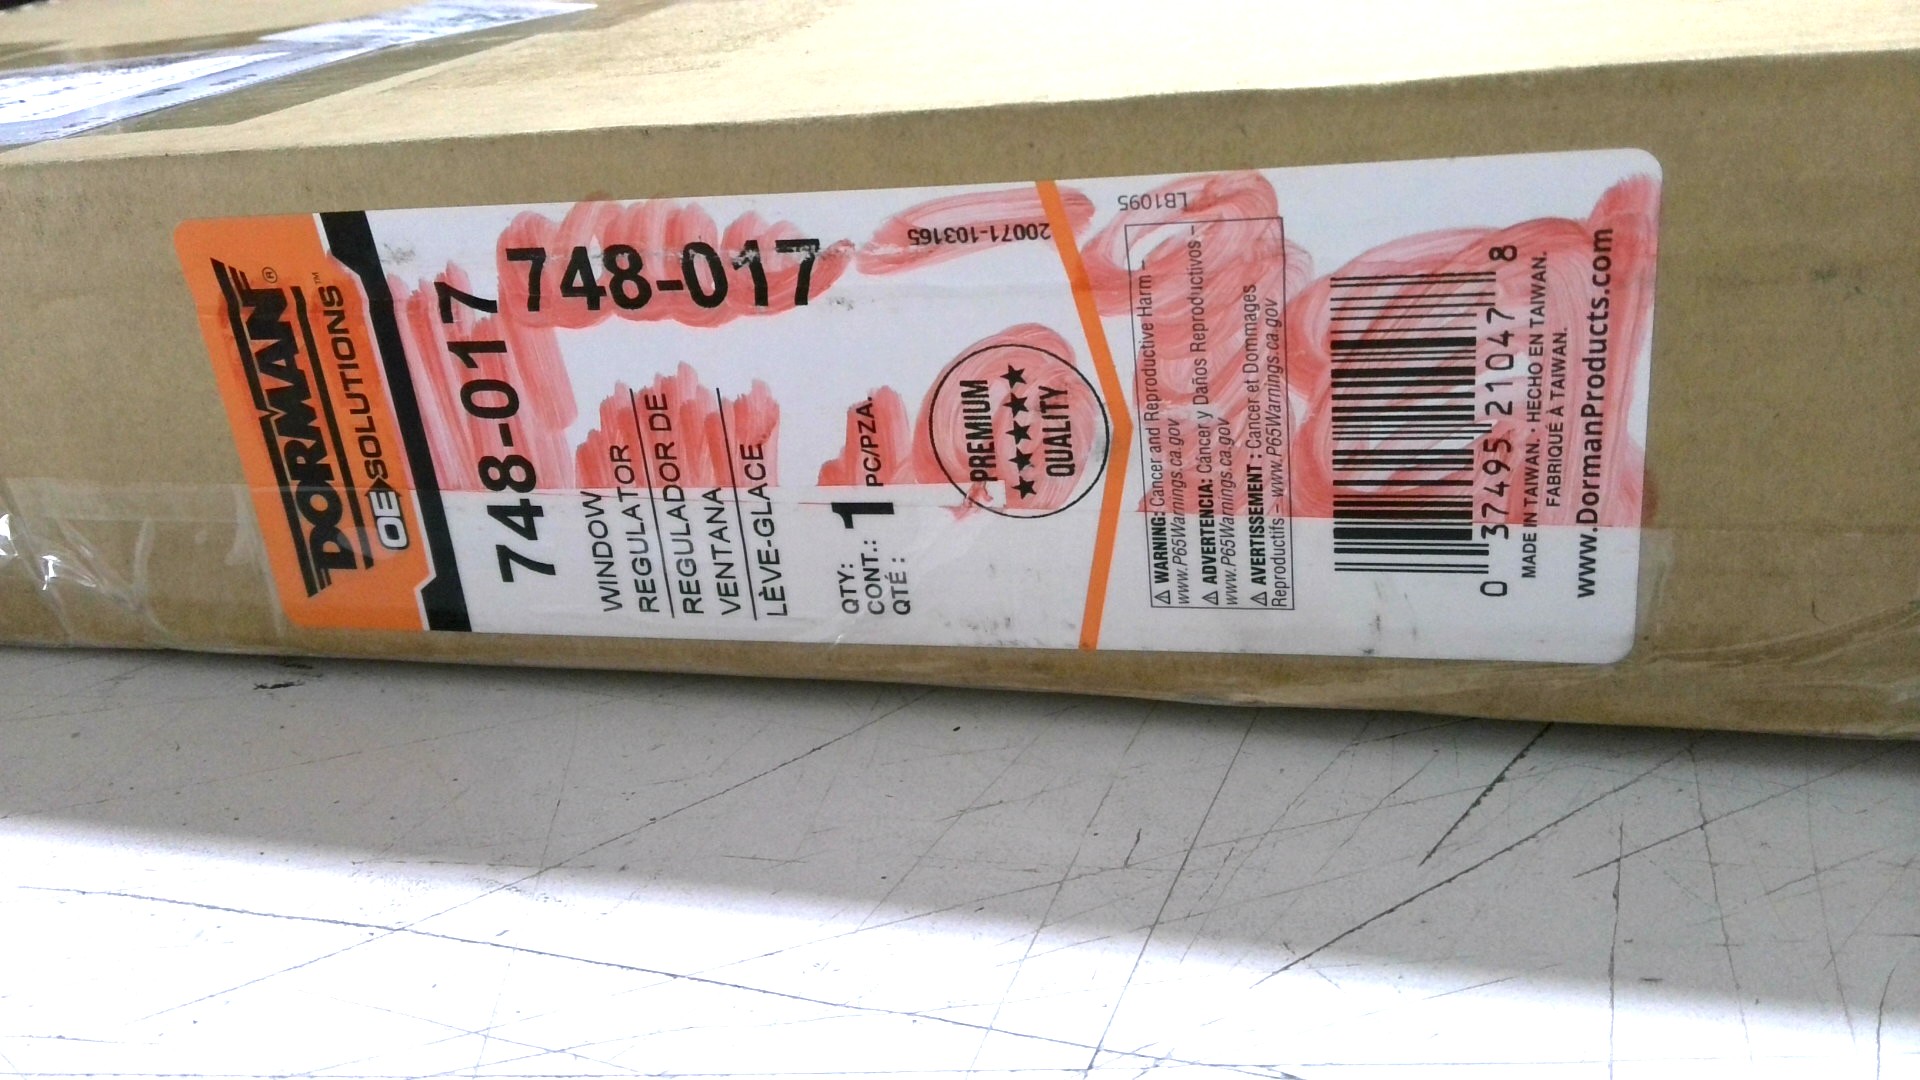 DORMAN®
OE SOLUTIONS™
748-017
748-017
WINDOW
REGULATOR
REGULADOR DE
VENTANA
LÈVE-GLACE
QTY:
CONT.: 1 PC/PZA.
QTÉ :
20071-103165
PREMIUM
QUALITY
LB1095
⚠ WARNING: Cancer and Reproductive Harm –
www.P65Warnings.ca.gov
⚠ ADVERTENCIA: Cáncer y Daños Reproductivos –
www.P65Warnings.ca.gov
⚠ AVERTISSEMENT : Cancer et Dommages
Reproductifs – www.P65Warnings.ca.gov
0 37495 21047 8
MADE IN TAIWAN. • HECHO EN TAIWAN.
FABRIQUÉ À TAIWAN.
www.DormanProducts.com